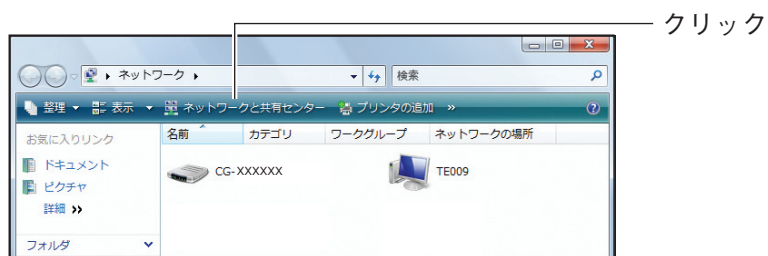 クリック
ネットワーク
検索
整理 表示 ネットワークと共有センター プリンタの追加 »
お気に入りリンク
名前 カテゴリ ワークグループ ネットワークの場所
ドキュメント
CG-XXXXXX TE009
ピクチャ
詳細 »
フォルダ